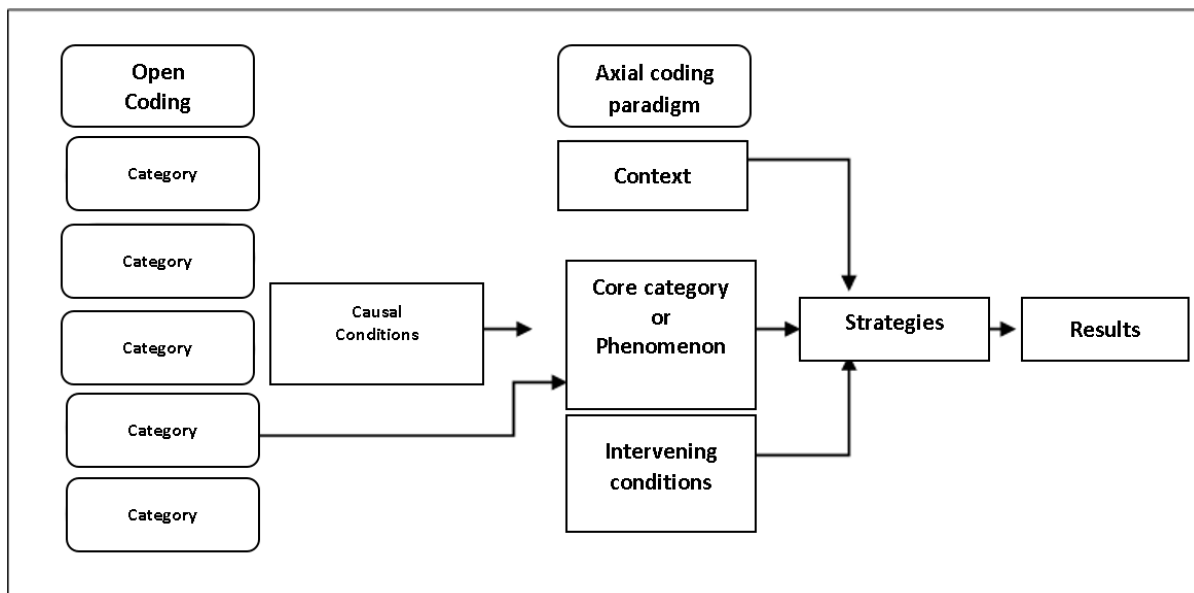 Open
Coding
Category
Category
Category
Category
Category
Causal
Conditions
Axial coding
paradigm
Context
Core category
or
Phenomenon
Intervening
conditions
Strategies
Results